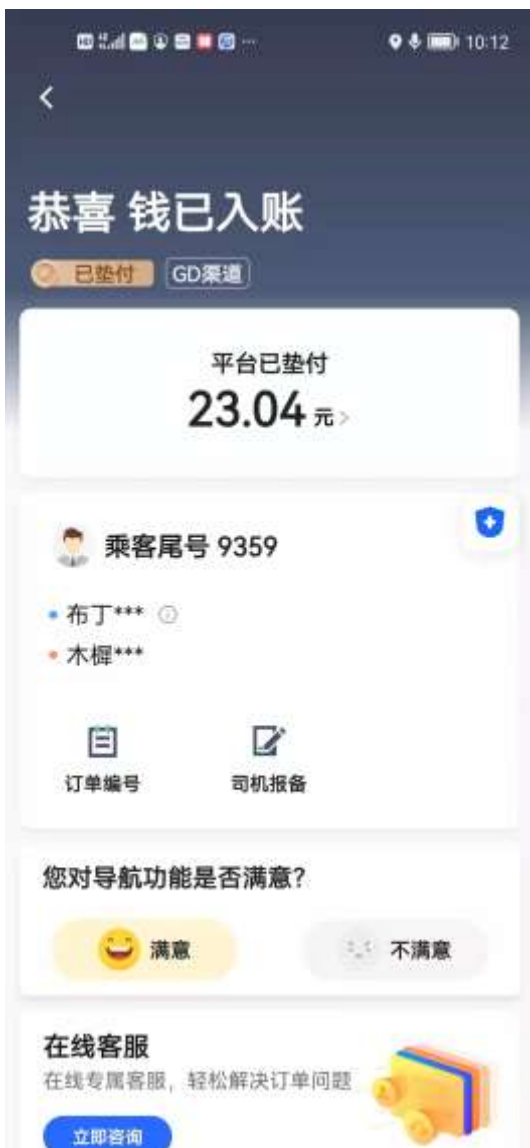 10:12
恭喜 钱已入账
已垫付 GD渠道
平台已垫付
23.04 元 >
乘客尾号 9359
布丁***
木樨***
订单编号 司机报备
您对导航功能是否满意?
满意 不满意
在线客服
在线专属客服，轻松解决订单问题
立即咨询